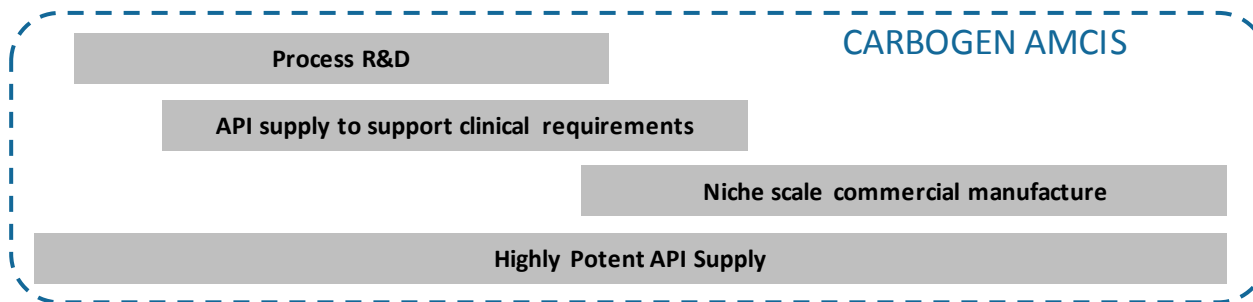 CARBOGEN AMCIS
Process R&D
API supply to support clinical requirements
Niche scale commercial manufacture
Highly Potent API Supply